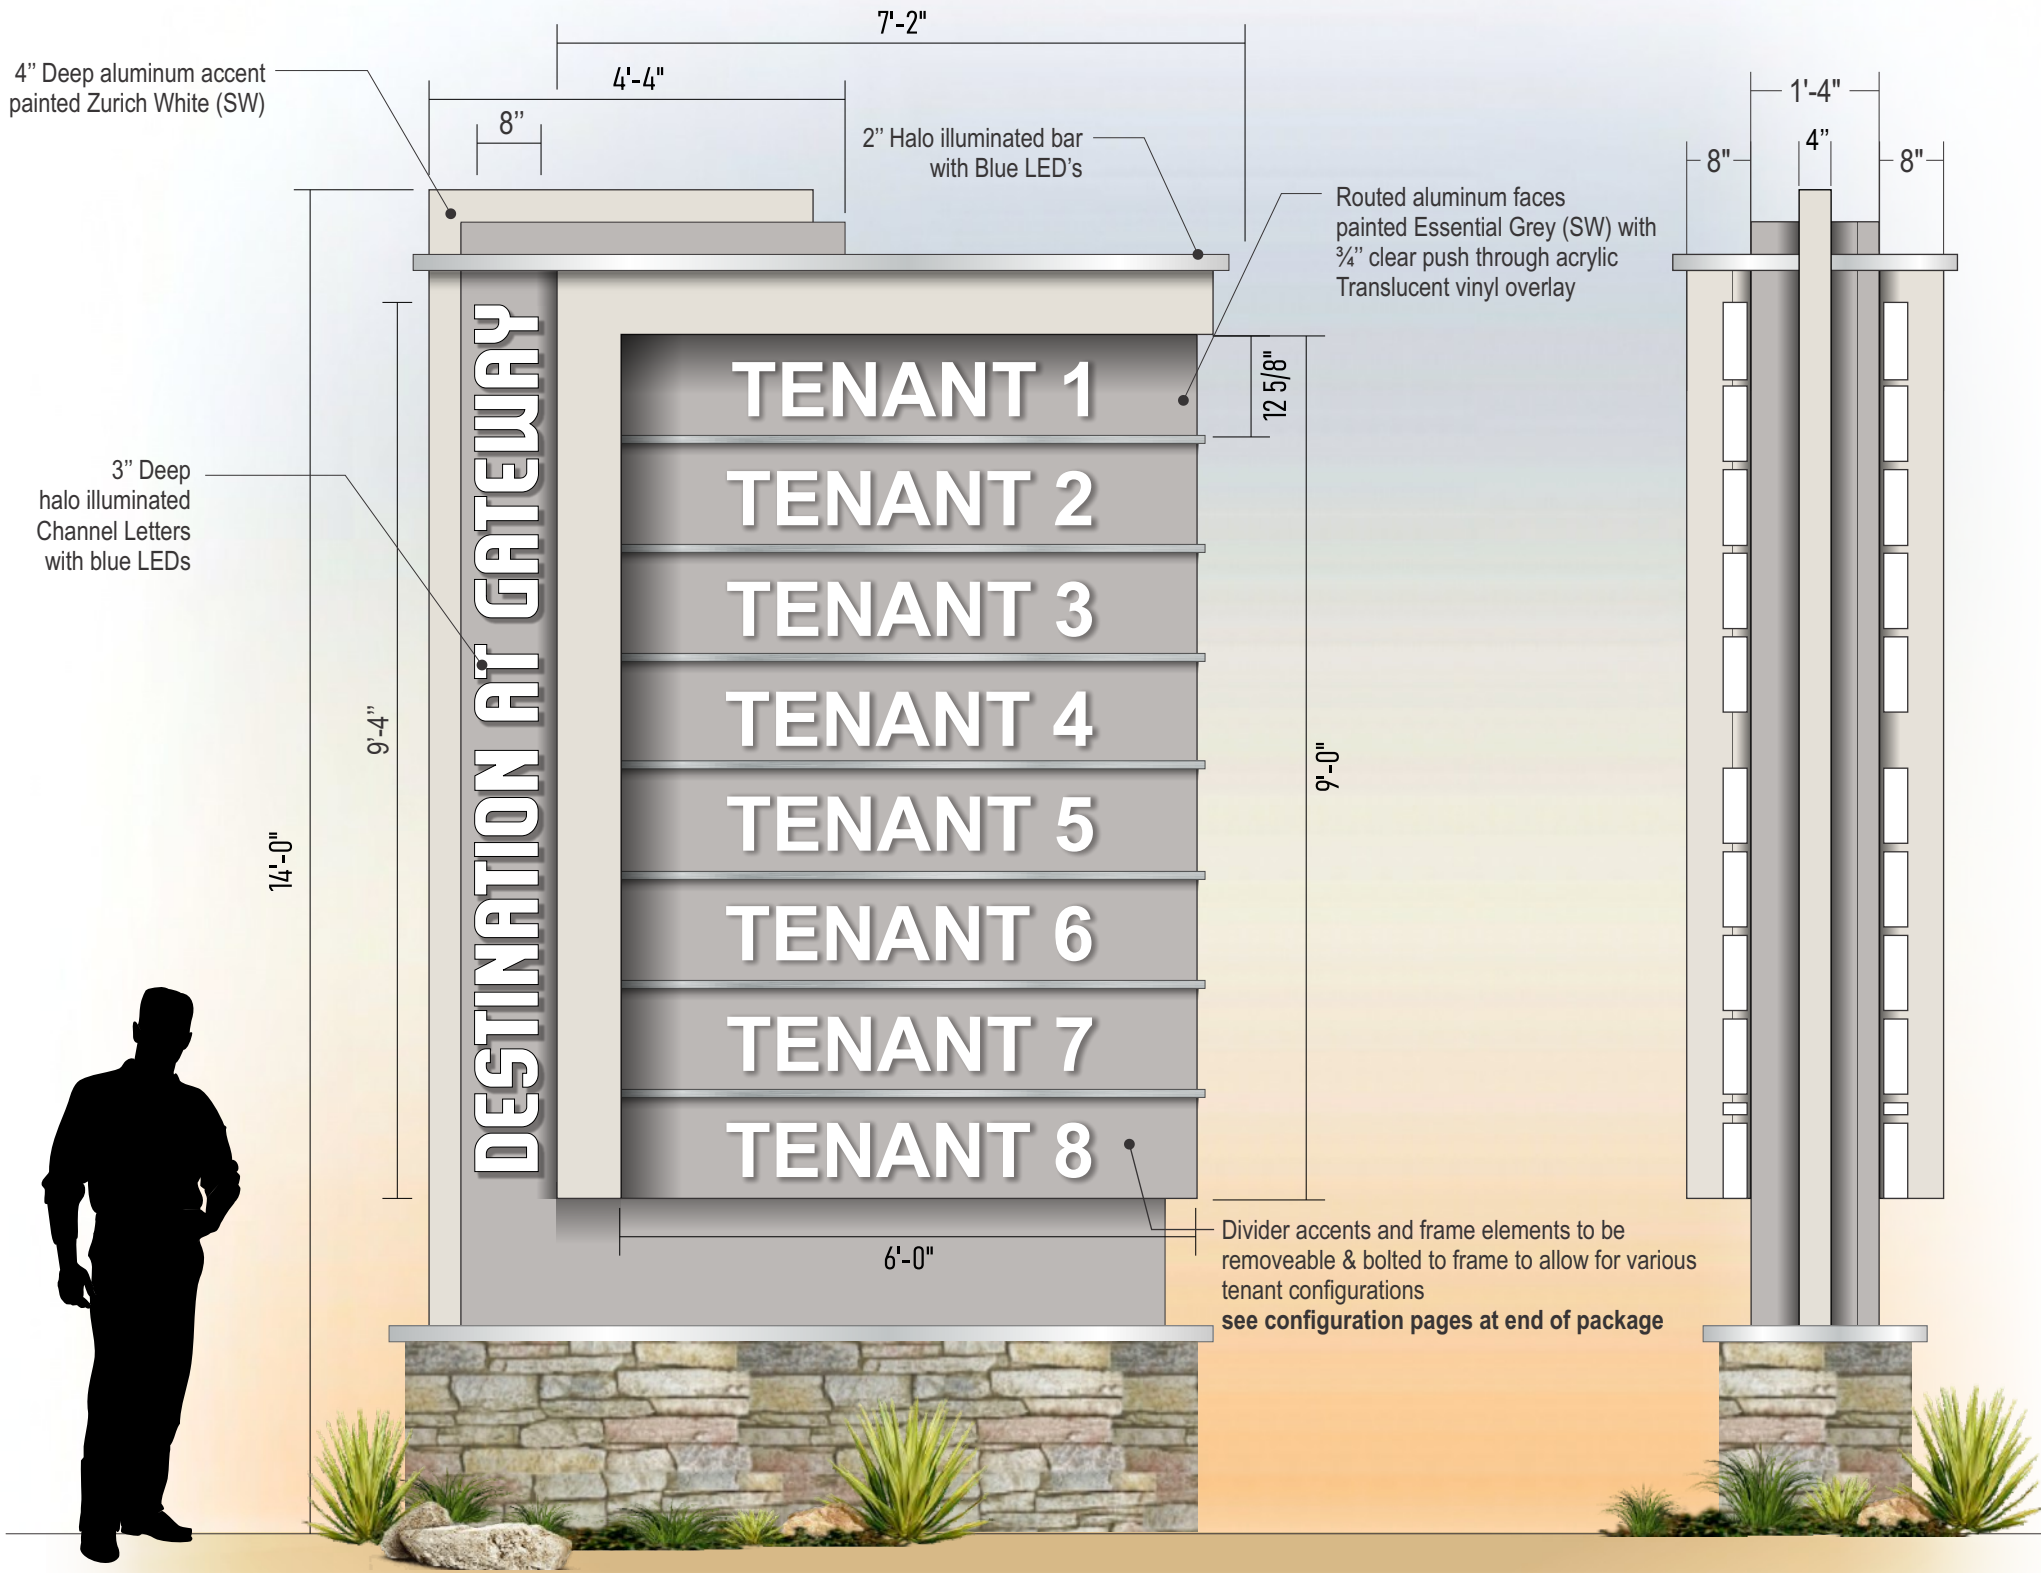 7'-2"
4'-4"
8’’
4’’ Deep aluminum accent
painted Zurich White (SW)
2’’ Halo illuminated bar
with Blue LED’s
Routed aluminum faces
painted Essential Grey (SW) with
¾’’ clear push through acrylic
Translucent vinyl overlay
1'-4"
4’’
8"
8"
3’’ Deep
halo illuminated
Channel Letters
with blue LEDs
14'-0"
9’-4’’
DESTINATION AT GATEWAY
TENANT 1
TENANT 2
TENANT 3
TENANT 4
TENANT 5
TENANT 6
TENANT 7
TENANT 8
12 5/8"
9'-0"
6'-0"
Divider accents and frame elements to be
removeable & bolted to frame to allow for various
tenant configurations
see configuration pages at end of package